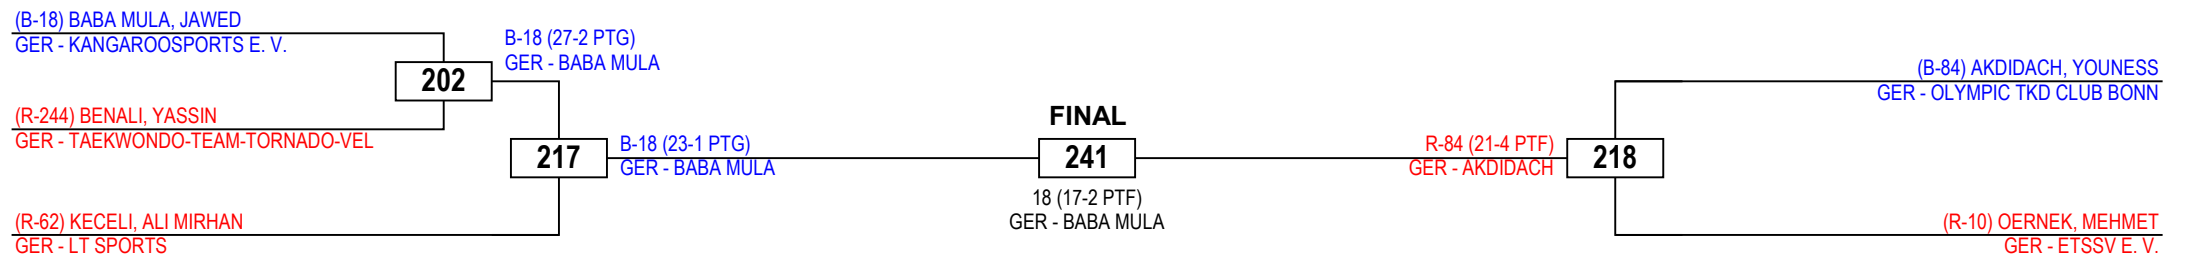 (B-18) BABA MULA, JAWED
GER - KANGAROOSPORTS E. V.
B-18 (27-2 PTG)
GER - BABA MULA
202
(R-244) BENALI, YASSIN
GER - TAEKWONDO-TEAM-TORNADO-VEL
217
B-18 (23-1 PTG)
GER - BABA MULA
(R-62) KECELI, ALI MIRHAN
GER - LT SPORTS
FINAL
241
18 (17-2 PTF)
GER - BABA MULA
(B-84) AKDIDACH, YOUNESS
GER - OLYMPIC TKD CLUB BONN
R-84 (21-4 PTF)
GER - AKDIDACH
218
(R-10) OERNEK, MEHMET
GER - ETSSV E. V.